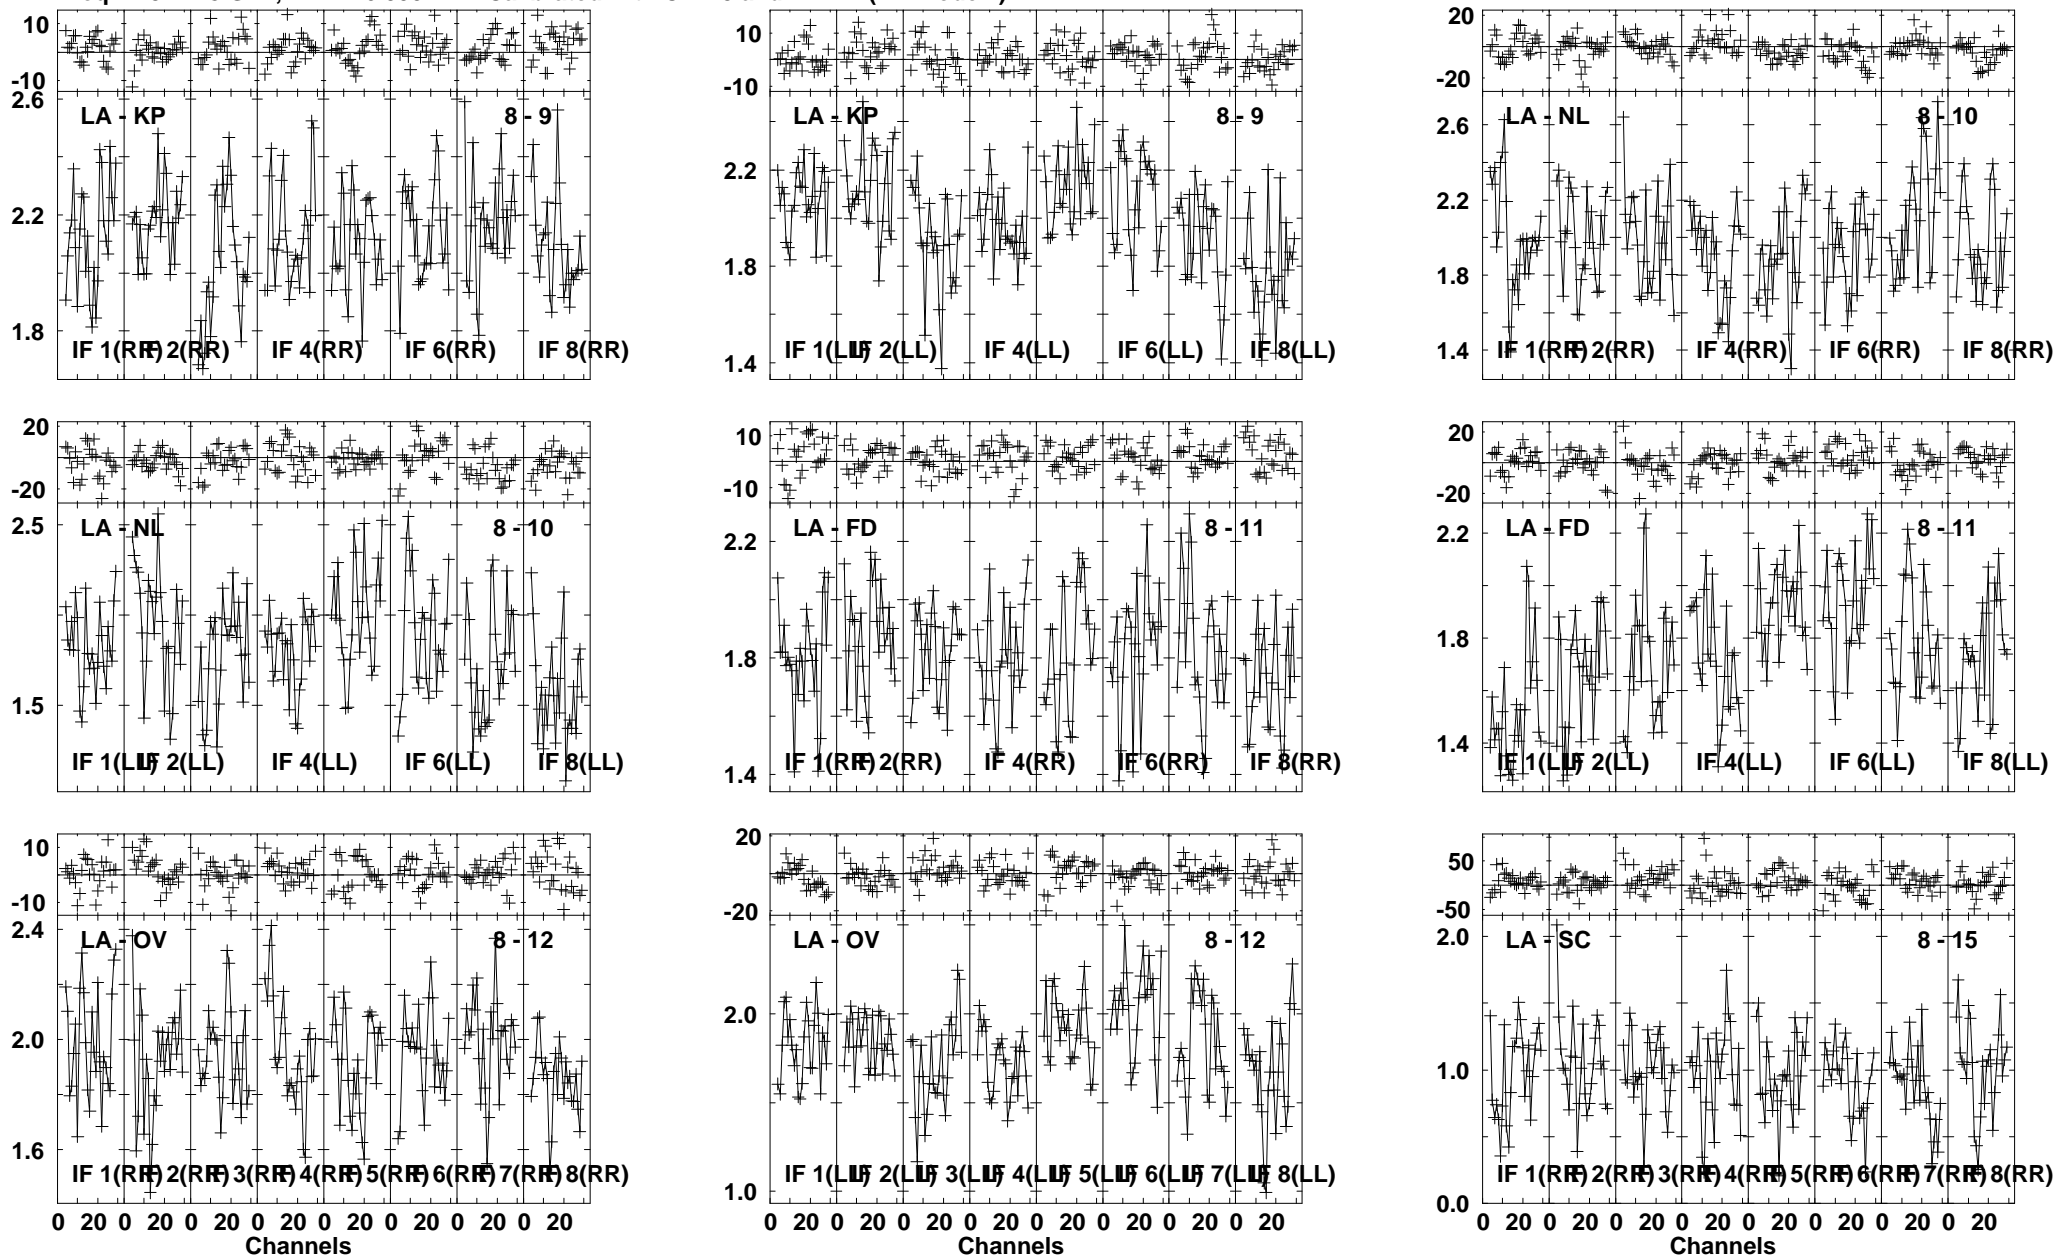 10 10 20
-10 -10 -20
2.6 LA - KP 8 - 9 LA - KP 8 - 9 2.6 LA - NL 8 - 10
2.2 2.2 2.2
1.8 1.8 1.8
IF 1(RR) IF 2(RR) IF 4(RR) IF 6(RR) IF 8(RR) 1.4 IF 1(LL) IF 2(LL) IF 4(LL) IF 6(LL) IF 8(LL) 1.4 IF 1(RR) IF 2(RR) IF 4(RR) IF 6(RR) IF 8(RR)
20 10 20
-20 -10 -20
2.5 LA - NL 8 - 10 2.2 LA - FD 8 - 11 2.2 LA - FD 8 - 11
1.5 1.8 1.8
IF 1(LL) IF 2(LL) IF 4(LL) IF 6(LL) IF 8(LL) 1.4 IF 1(RR) IF 2(RR) IF 4(RR) IF 6(RR) IF 8(RR) 1.4 IF 1(LL) IF 2(LL) IF 4(LL) IF 6(LL) IF 8(LL)
10 20 50
-10 -20 -50
2.4 LA - OV 8 - 12 LA - OV 8 - 12 2.0 LA - SC 8 - 15
2.0 2.0 1.0
1.6 IF 1(RR) IF 2(RR) IF 3(RR) IF 4(RR) IF 5(RR) IF 6(RR) IF 7(RR) IF 8(RR) 1.0 IF 1(LL) IF 2(LL) IF 3(LL) IF 4(LL) IF 5(LL) IF 6(LL) IF 7(LL) IF 8(LL) 0.0 IF 1(RR) IF 2(RR) IF 3(RR) IF 4(RR) IF 5(RR) IF 6(RR) IF 7(RR) IF 8(RR)
0 20 0 20 0 20 0 20 0 20 0 20 0 20 0 20 0 20 0 20 0 20 0 20 0 20 0 20 0 20 0 20 0 20 0 20 0 20 0 20 0 20 0 20 0 20 0 20
Channels Channels Channels